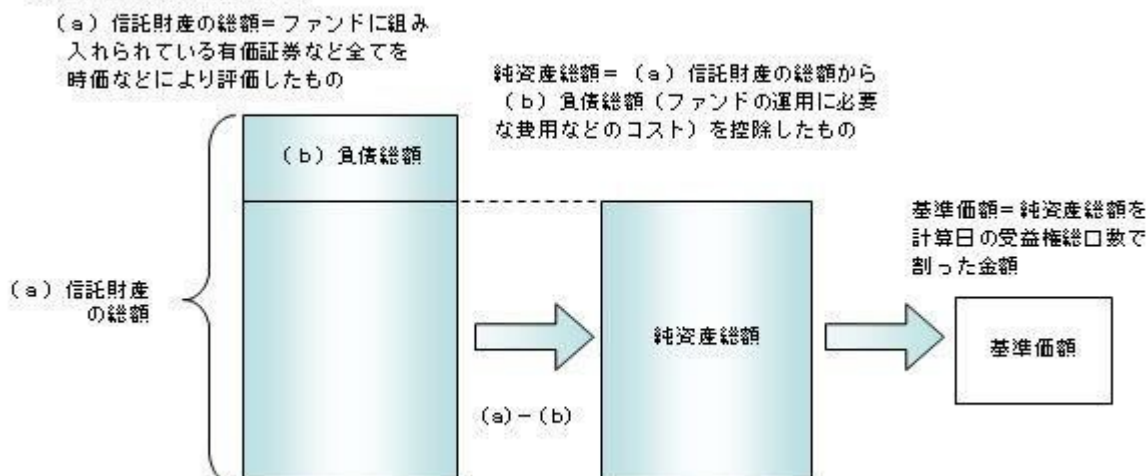 (a) 信託財産の総額=ファンドに組み
入れられている有価証券など全てを
時価などにより評価したもの
純資産総額= (a) 信託財産の総額から
(b) 負債総額(ファンドの運用に必要
な費用などのコスト)を控除したもの
(b) 負債総額
基準価額=純資産総額を
計算日の受益権総口数で
割った金額
(a) 信託財産
の総額
純資産総額
基準価額
(a)-(b)